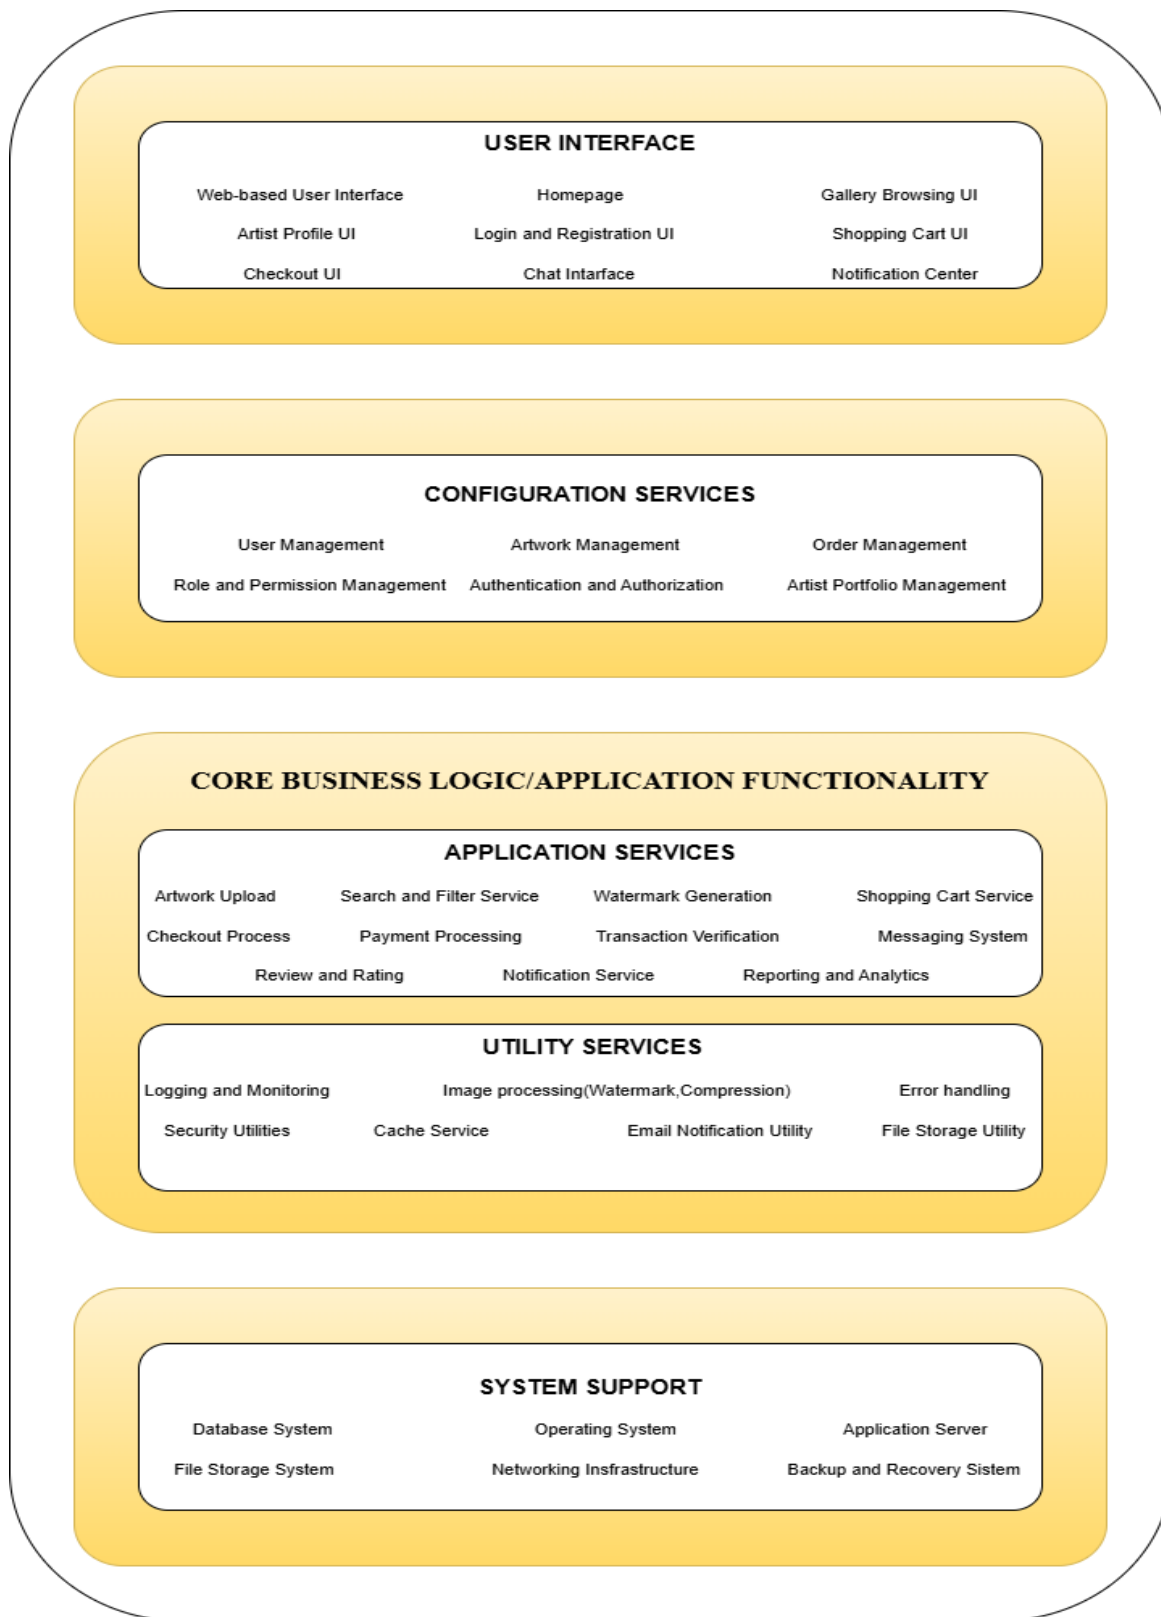 USER INTERFACE
Web-based User Interface Homepage Gallery Browsing UI
Artist Profile UI Login and Registration UI Shopping Cart UI
Checkout UI Chat Intarface Notification Center
CONFIGURATION SERVICES
User Management Artwork Management Order Management
Role and Permission Management Authentication and Authorization Artist Portfolio Management
CORE BUSINESS LOGIC/APPLICATION FUNCTIONALITY
APPLICATION SERVICES
Artwork Upload Search and Filter Service Watermark Generation Shopping Cart Service
Checkout Process Payment Processing Transaction Verification Messaging System
Review and Rating Notification Service Reporting and Analytics
UTILITY SERVICES
Logging and Monitoring Image processing(Watermark,Compression) Error handling
Security Utilities Cache Service Email Notification Utility File Storage Utility
SYSTEM SUPPORT
Database System Operating System Application Server
File Storage System Networking Insfrastructure Backup and Recovery Sistem